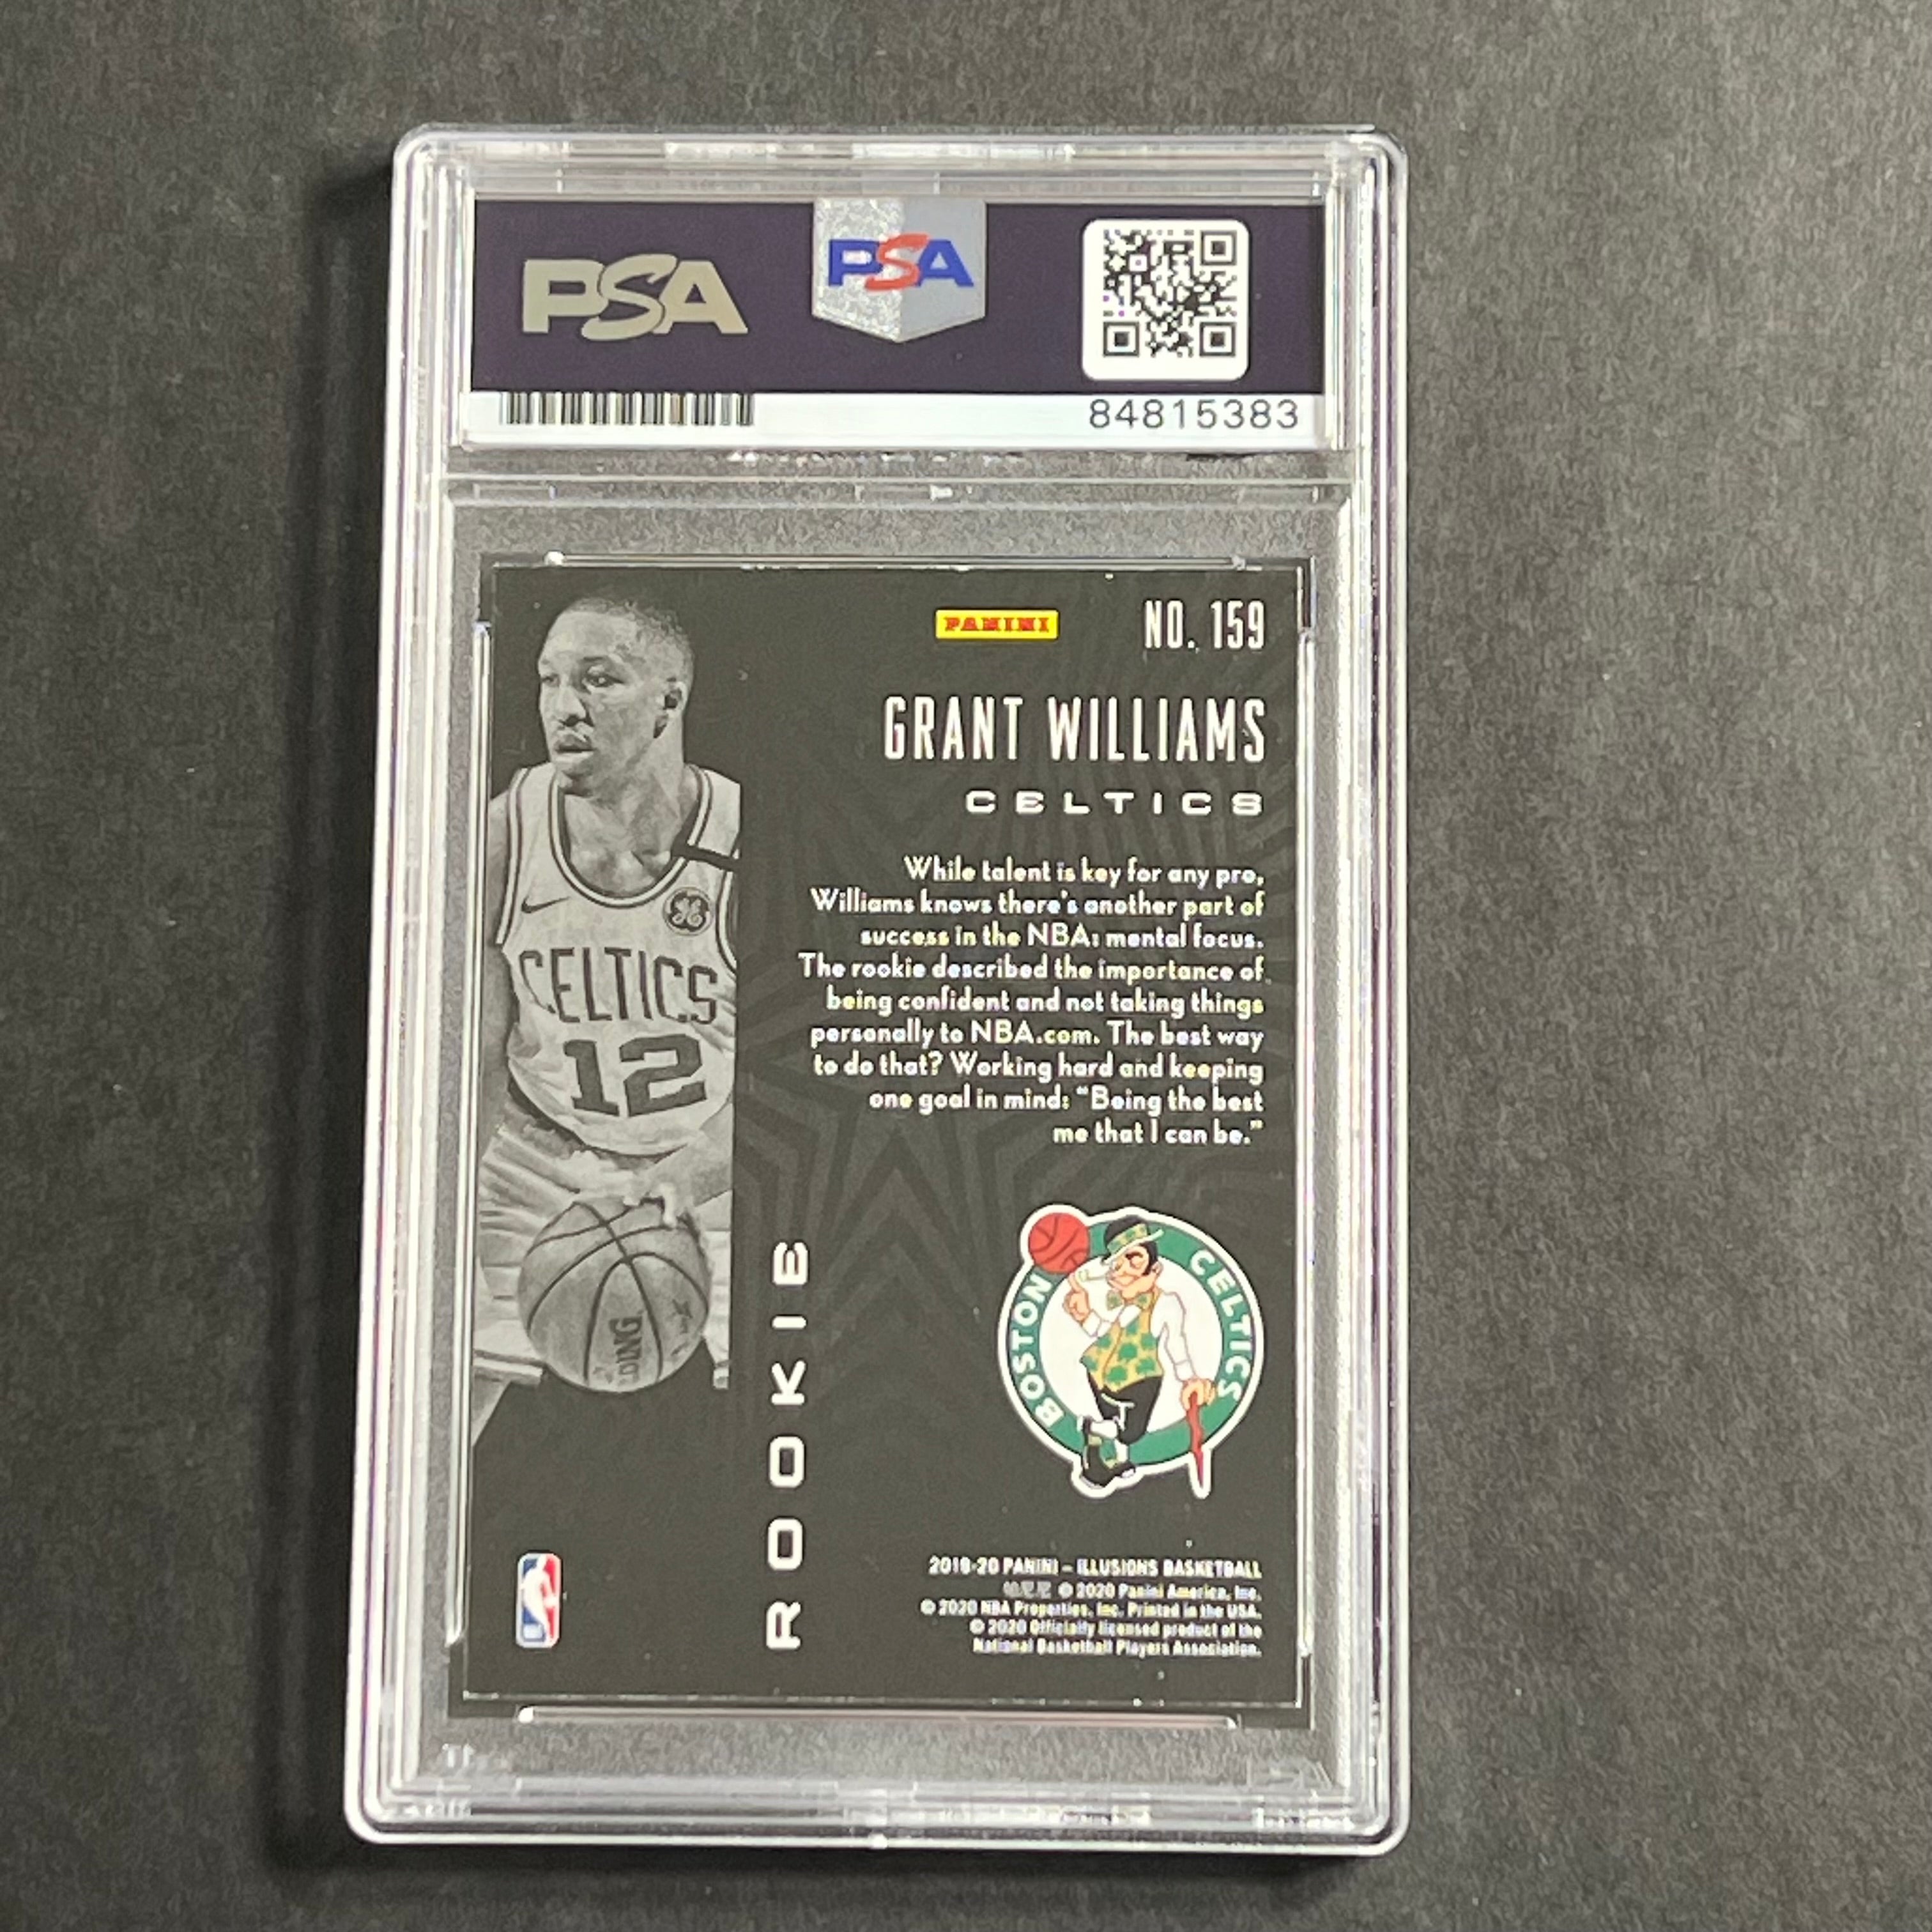 PSA
PSA
84815383
PANINI
NO. 159
GRANT WILLIAMS
CELTICS
While talent is key for any pro,
Williams knows there's another part of
success in the NBA: mental focus.
The rookie described the importance of
being confident and not taking things
personally to NBA.com. The best way
to do that? Working hard and keeping
one goal in mind: “Being the best
me that I can be.”
CELTICS
12
ROOKIE
BOSTON CELTICS
2019-20 PANINI – ILLUSIONS BASKETBALL
帕尼尼 © 2020 Panini America, Inc.
© 2020 NBA Properties, Inc. Printed in the USA.
© 2020 Officially licensed product of the
National Basketball Players Association.